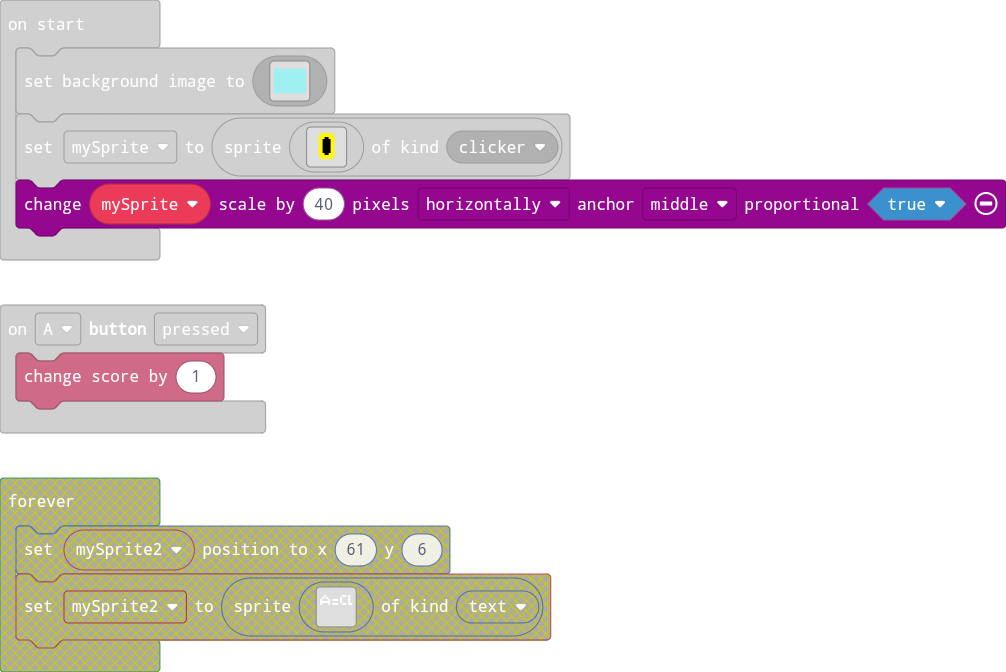 on start
set background image to
set mySprite to sprite of kind clicker
change mySprite scale by 40 pixels horizontally anchor middle proportional true
on A button pressed
change score by 1
forever
set mySprite2 position to x 61 y 6
set mySprite2 to sprite A=CL of kind text